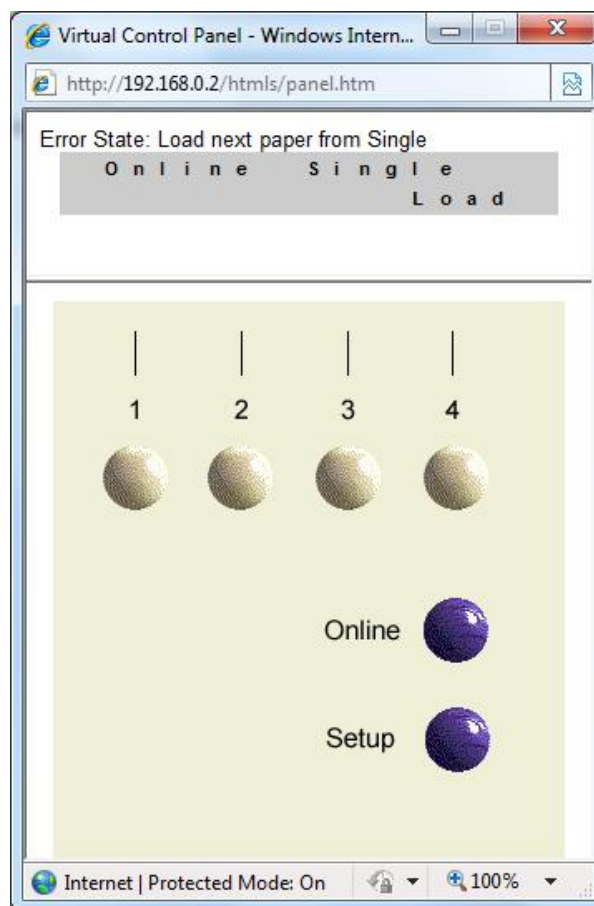 Virtual Control Panel - Windows Intern...
http://192.168.0.2/htmls/panel.htm
Error State: Load next paper from Single
Online Single
Load
1 2 3 4
Online
Setup
Internet | Protected Mode: On 100%